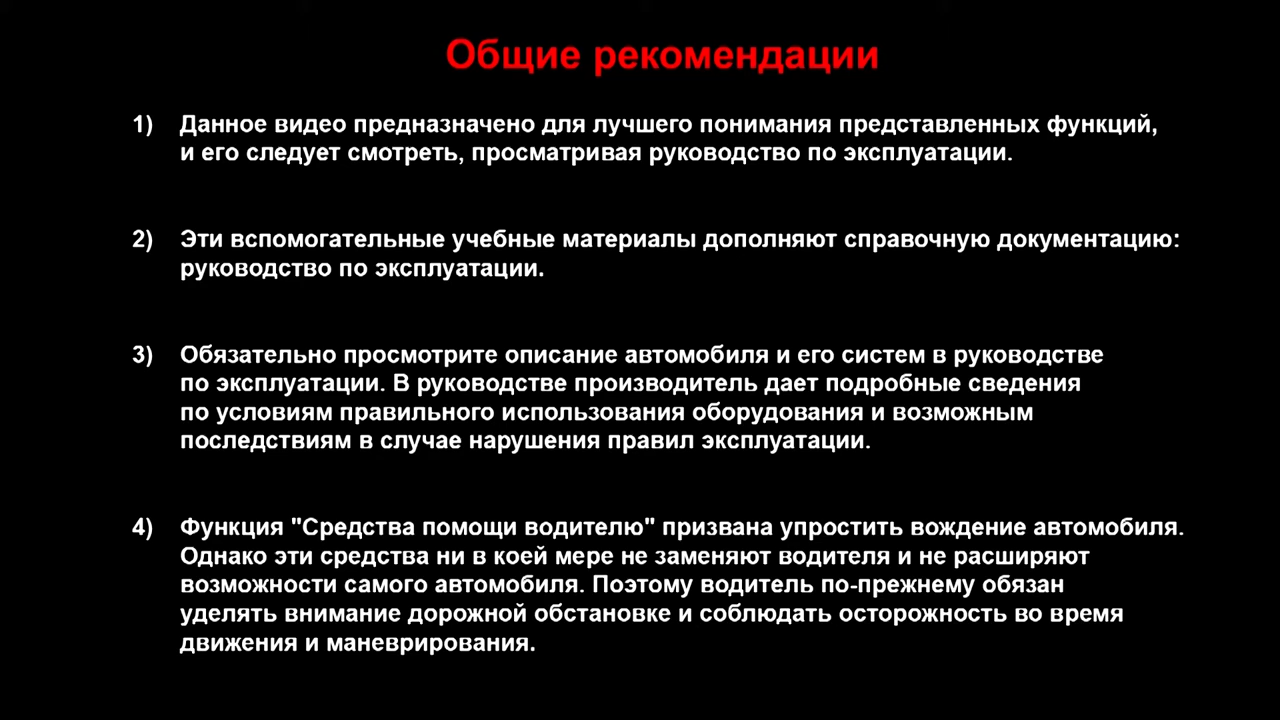 Общие рекомендации
1) Данное видео предназначено для лучшего понимания представленных функций,
и его следует смотреть, просматривая руководство по эксплуатации.
2) Эти вспомогательные учебные материалы дополняют справочную документацию:
руководство по эксплуатации.
3) Обязательно просмотрите описание автомобиля и его систем в руководстве
по эксплуатации. В руководстве производитель дает подробные сведения
по условиям правильного использования оборудования и возможным
последствиям в случае нарушения правил эксплуатации.
4) Функция "Средства помощи водителю" призвана упростить вождение автомобиля.
Однако эти средства ни в коей мере не заменяют водителя и не расширяют
возможности самого автомобиля. Поэтому водитель по-прежнему обязан
уделять внимание дорожной обстановке и соблюдать осторожность во время
движения и маневрирования.